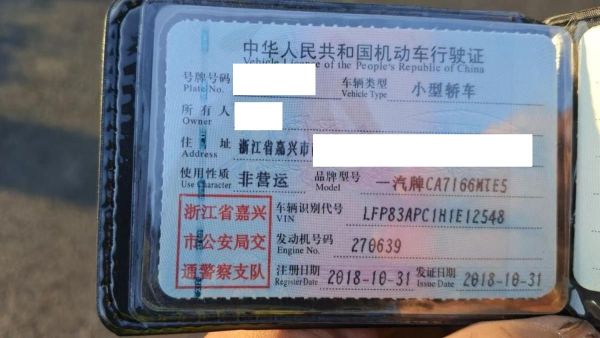 中华人民共和国机动车行驶证
Vehicle License of the People's Republic of China
号牌号码
Plate No.
车辆类型 小型轿车
Vehicle Type
所有人
Owner
住址 浙江省嘉兴市
Address
使用性质 非营运 品牌型号 一汽牌CA7166MTE5
Use Character Model
浙江省嘉兴
市公安局交
通警察支队
车辆识别代号 LFP83APC1H1E12548
VIN
发动机号码 270639
Engine No.
注册日期 2018-10-31 发证日期 2018-10-31
Register Date Issue Date